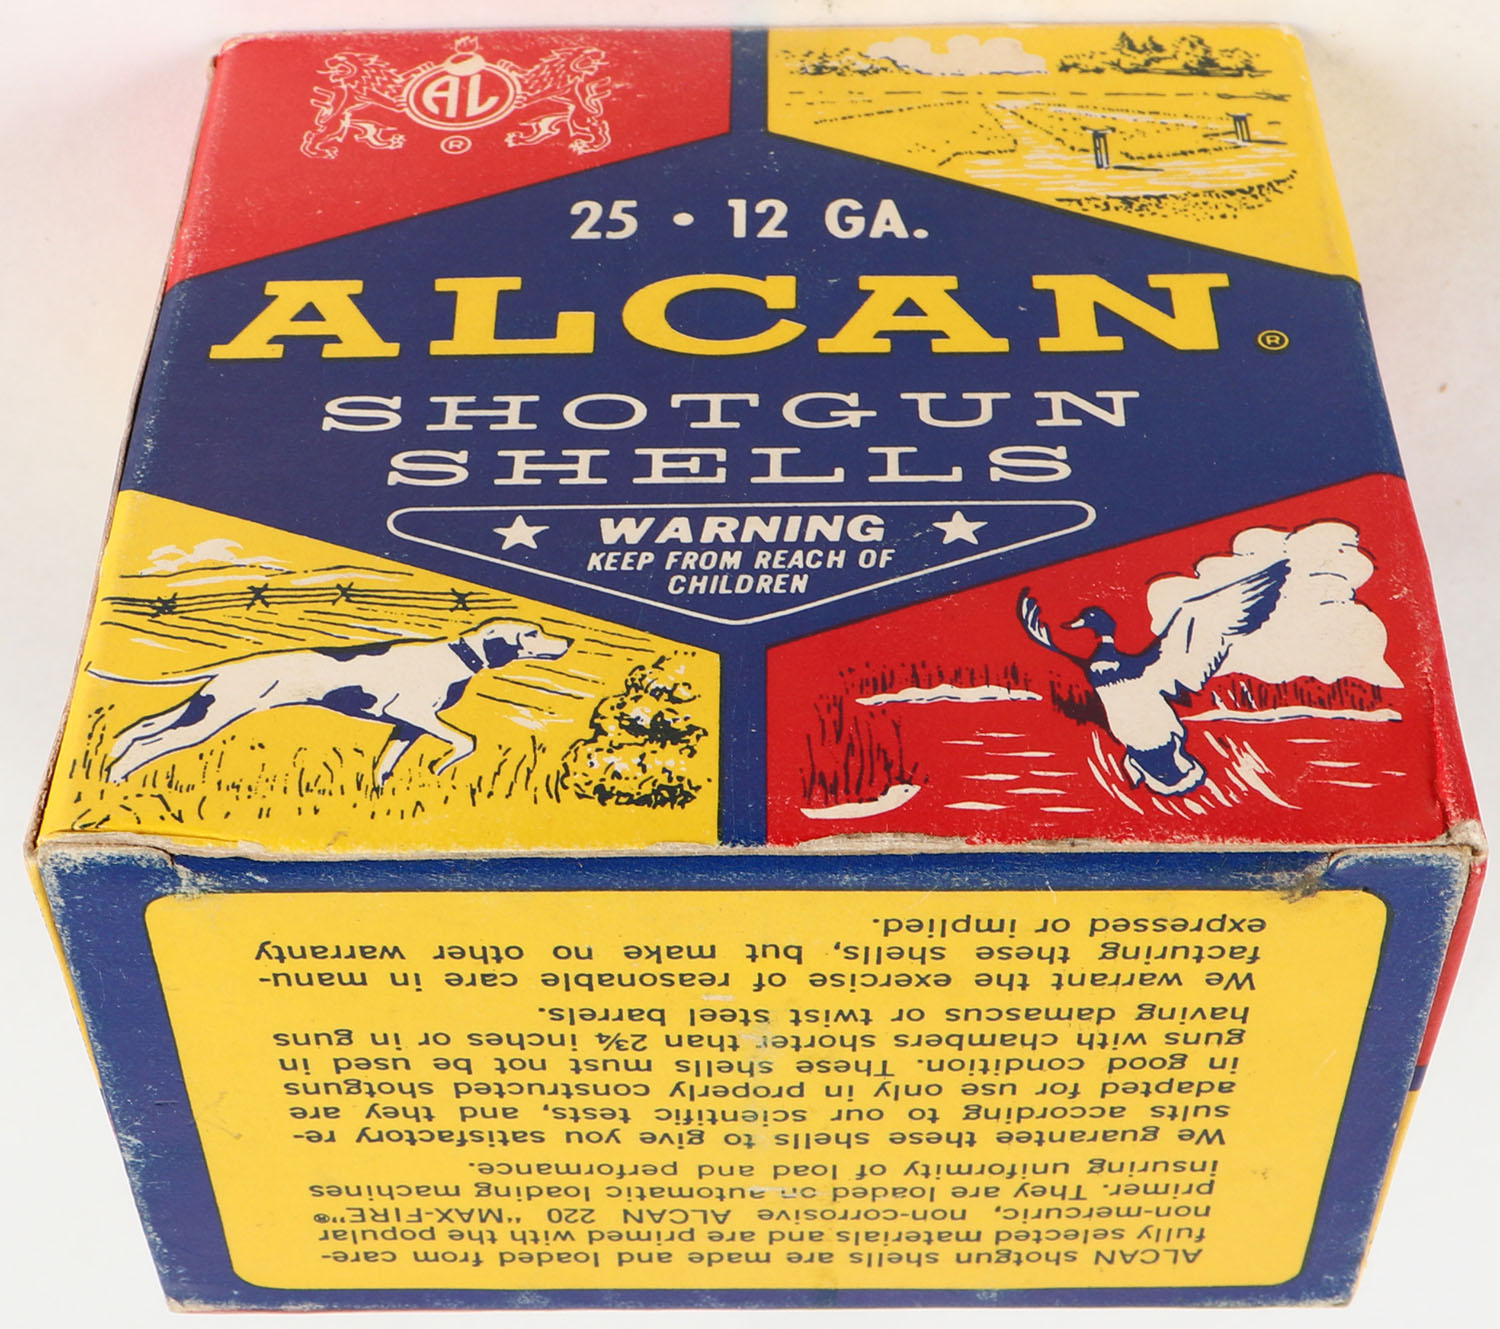 AL
®
25 • 12 GA.
ALCAN®
SHOTGUN
SHELLS
★ WARNING ★
KEEP FROM REACH OF
CHILDREN
ALCAN shotgun shells are made and loaded from care-
fully selected materials and are primed with the popular
non-mercuric, non-corrosive ALCAN 220 "MAX-FIRE"®
primer. They are loaded on automatic loading machines
insuring uniformity of load and performance.
We guarantee these shells to give you satisfactory re-
sults according to our scientific tests, and they are
adapted for use only in properly constructed shotguns
in good condition. These shells must not be used in
guns with chambers shorter than 2¾ inches or in guns
having damascus or twist steel barrels.
We warrant the exercise of reasonable care in manu-
facturing these shells, but make no other warranty
expressed or implied.